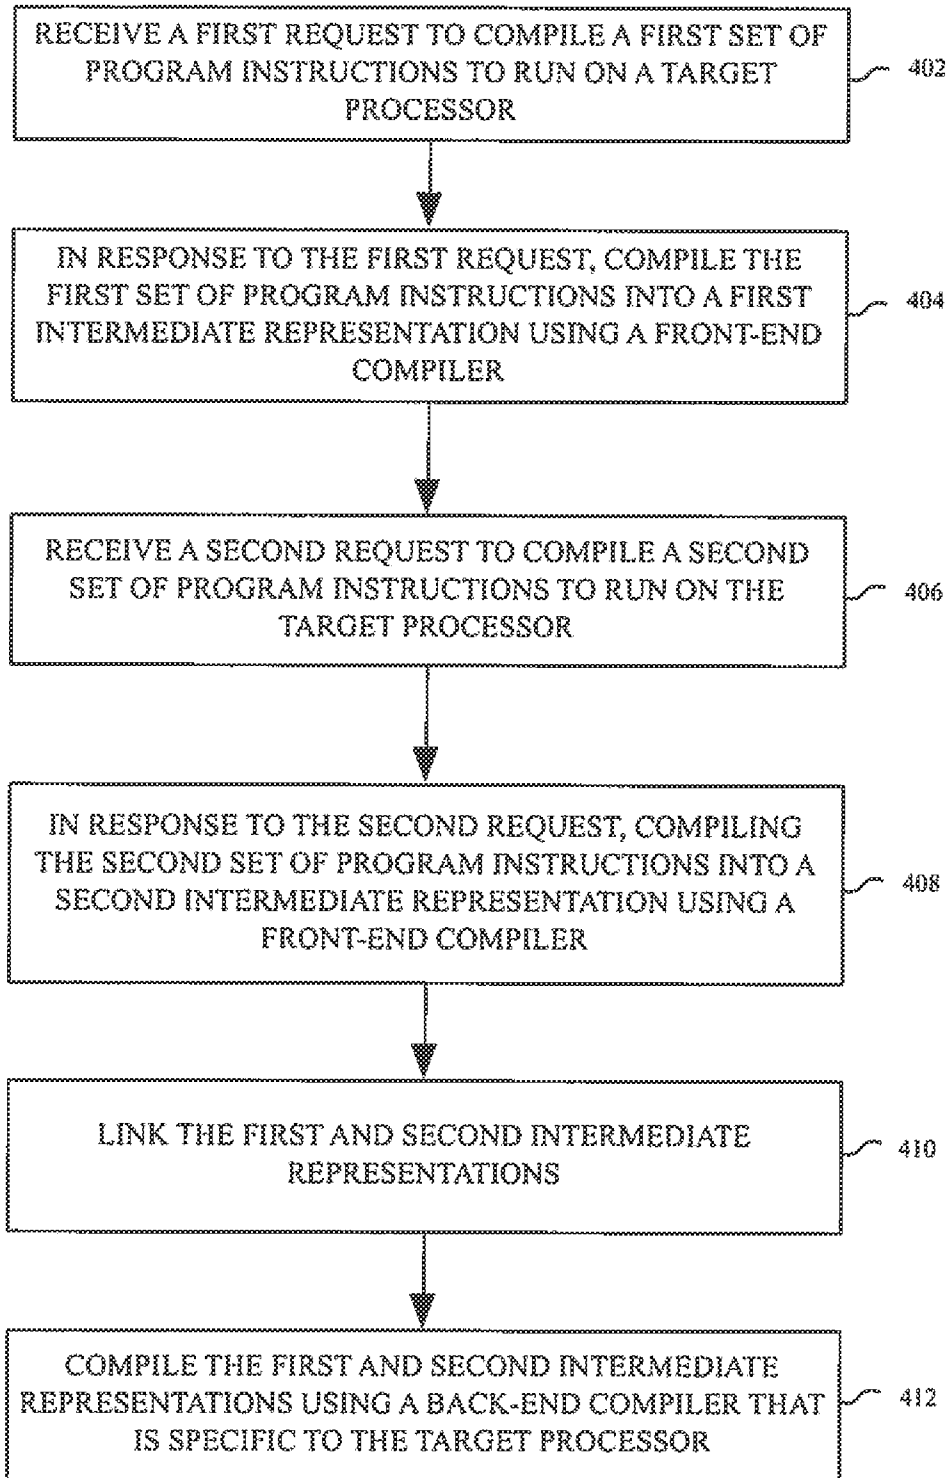 RECEIVE A FIRST REQUEST TO COMPILE A FIRST SET OF
PROGRAM INSTRUCTIONS TO RUN ON A TARGET
PROCESSOR
402
IN RESPONSE TO THE FIRST REQUEST, COMPILE THE
FIRST SET OF PROGRAM INSTRUCTIONS INTO A FIRST
INTERMEDIATE REPRESENTATION USING A FRONT-END
COMPILER
404
RECEIVE A SECOND REQUEST TO COMPILE A SECOND
SET OF PROGRAM INSTRUCTIONS TO RUN ON THE
TARGET PROCESSOR
406
IN RESPONSE TO THE SECOND REQUEST, COMPILING
THE SECOND SET OF PROGRAM INSTRUCTIONS INTO A
SECOND INTERMEDIATE REPRESENTATION USING A
FRONT-END COMPILER
408
LINK THE FIRST AND SECOND INTERMEDIATE
REPRESENTATIONS
410
COMPILE THE FIRST AND SECOND INTERMEDIATE
REPRESENTATIONS USING A BACK-END COMPILER THAT
IS SPECIFIC TO THE TARGET PROCESSOR
412